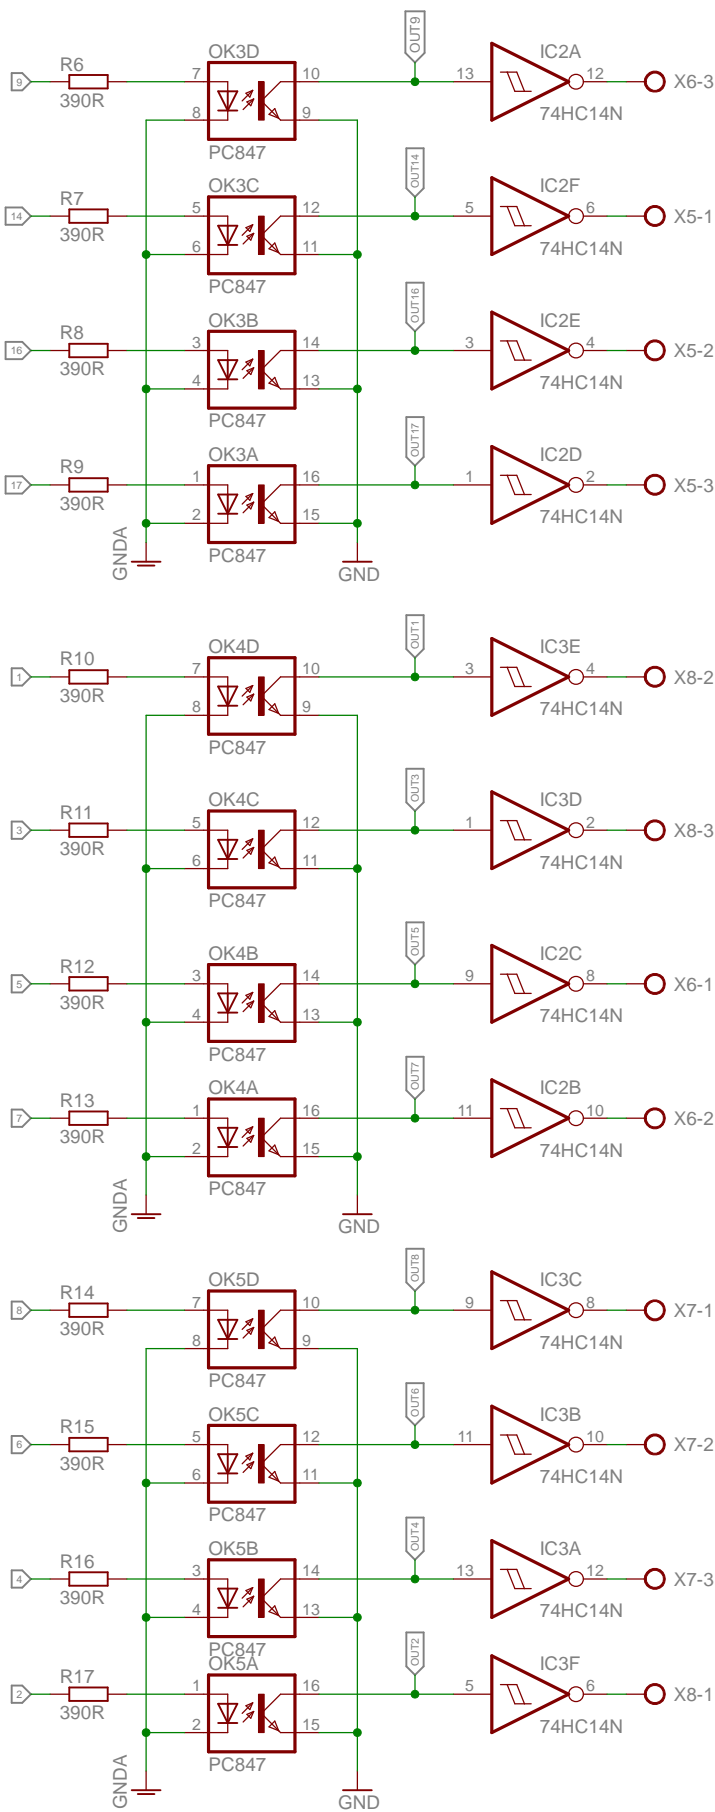 OUT9
OK3D
IC2A
9
R6
7
10
13
12
X6-3
390R
8
9
74HC14N
PC847
OUT14
OK3C
IC2F
14
R7
5
12
5
6
X5-1
390R
6
11
74HC14N
PC847
OUT16
OK3B
IC2E
16
R8
3
14
3
4
X5-2
390R
4
13
74HC14N
PC847
OUT17
OK3A
IC2D
17
R9
1
16
1
2
X5-3
390R
2
15
74HC14N
PC847
GNDA
GND
OUT1
OK4D
IC3E
1
R10
7
10
3
4
X8-2
390R
8
9
74HC14N
PC847
OUT3
OK4C
IC3D
3
R11
5
12
1
2
X8-3
390R
6
11
74HC14N
PC847
OUT5
OK4B
IC2C
5
R12
3
14
9
8
X6-1
390R
4
13
74HC14N
PC847
OUT7
OK4A
IC2B
7
R13
1
16
11
10
X6-2
390R
2
15
74HC14N
PC847
GNDA
GND
OUT8
OK5D
IC3C
8
R14
7
10
9
8
X7-1
390R
8
9
74HC14N
PC847
OUT6
OK5C
IC3B
6
R15
5
12
11
10
X7-2
390R
6
11
74HC14N
PC847
OUT4
OK5B
IC3A
4
R16
3
14
13
12
X7-3
390R
4
13
74HC14N
PC847
OUT2
OK5A
IC3F
2
R17
1
16
5
6
X8-1
390R
2
15
74HC14N
PC847
GNDA
GND